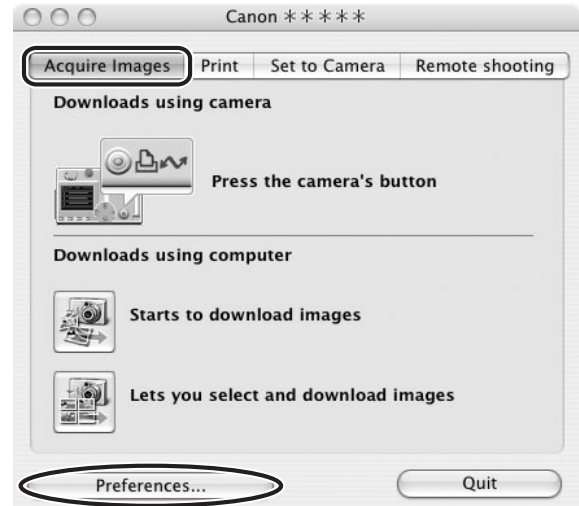 Canon ＊＊＊＊＊
Acquire Images Print Set to Camera Remote shooting
Downloads using camera
Press the camera's button
Downloads using computer
Starts to download images
Lets you select and download images
Preferences... Quit